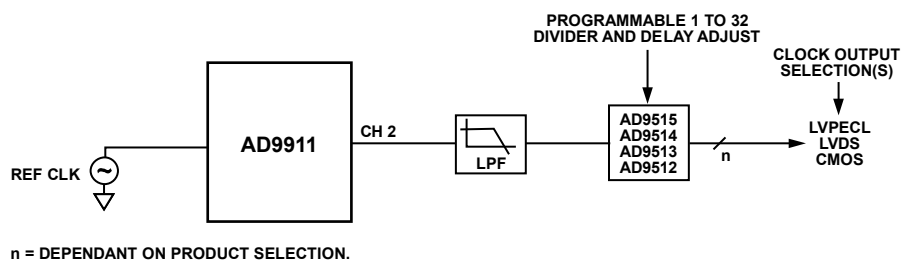 PROGRAMMABLE 1 TO 32
DIVIDER AND DELAY ADJUST
CLOCK OUTPUT
SELECTION(S)
REF CLK
AD9911
CH 2
LPF
AD9515
AD9514
AD9513
AD9512
n
LVPECL
LVDS
CMOS
n = DEPENDANT ON PRODUCT SELECTION.